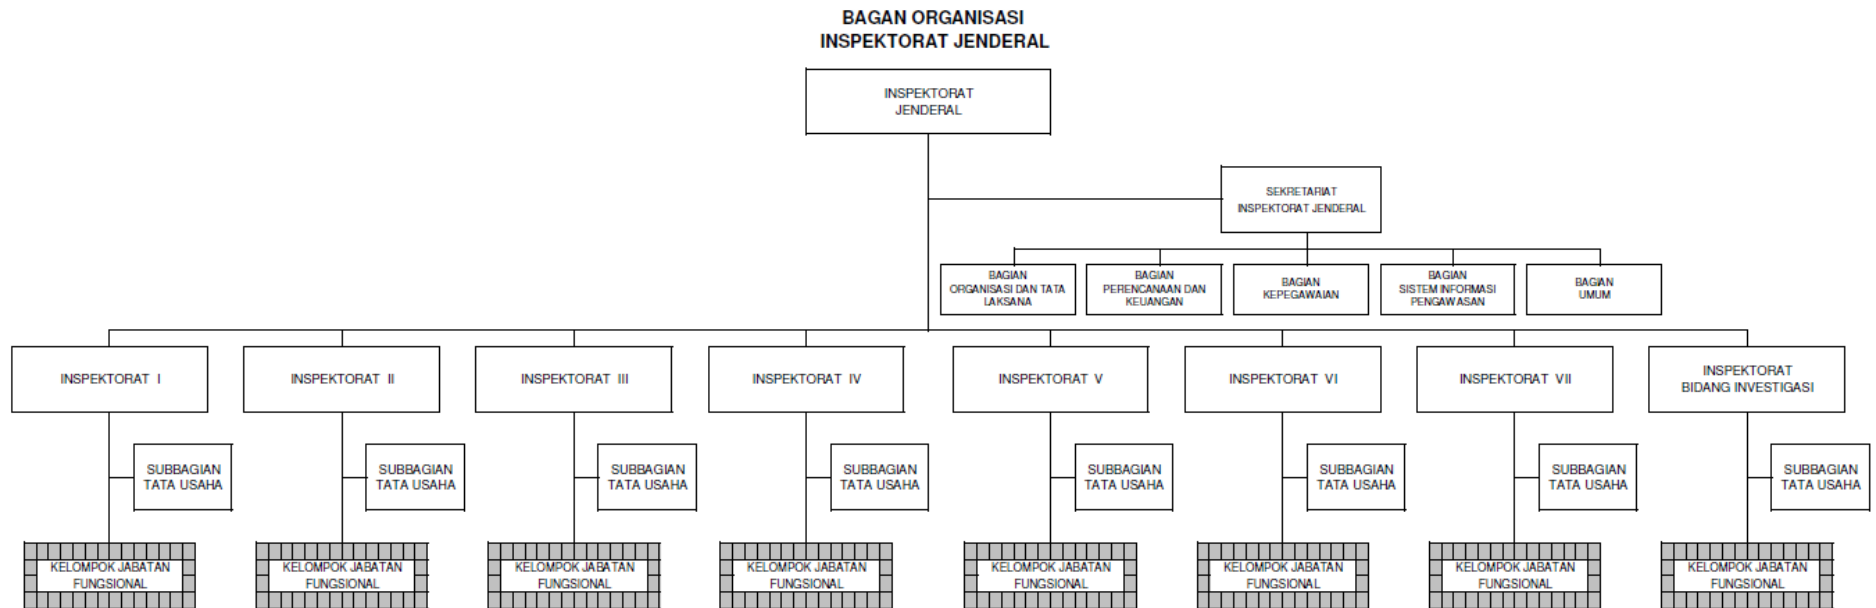 BAGAN ORGANISASI
INSPEKTORAT JENDERAL
INSPEKTORAT
JENDERAL
SEKRETARIAT
INSPEKTORAT JENDERAL
BAGIAN
ORGANISASI DAN TATA
LAKSANA
BAGIAN
PERENCANAAN DAN
KEUANGAN
BAGIAN
KEPEGAWAIAN
BAGIAN
SISTEM INFORMASI
PENGAWASAN
BAGIAN
UMUM
INSPEKTORAT I
INSPEKTORAT II
INSPEKTORAT III
INSPEKTORAT IV
INSPEKTORAT V
INSPEKTORAT VI
INSPEKTORAT VII
INSPEKTORAT
BIDANG INVESTIGASI
SUBBAGIAN
TATA USAHA
SUBBAGIAN
TATA USAHA
SUBBAGIAN
TATA USAHA
SUBBAGIAN
TATA USAHA
SUBBAGIAN
TATA USAHA
SUBBAGIAN
TATA USAHA
SUBBAGIAN
TATA USAHA
SUBBAGIAN
TATA USAHA
KELOMPOK JABATAN
FUNGSIONAL
KELOMPOK JABATAN
FUNGSIONAL
KELOMPOK JABATAN
FUNGSIONAL
KELOMPOK JABATAN
FUNGSIONAL
KELOMPOK JABATAN
FUNGSIONAL
KELOMPOK JABATAN
FUNGSIONAL
KELOMPOK JABATAN
FUNGSIONAL
KELOMPOK JABATAN
FUNGSIONAL